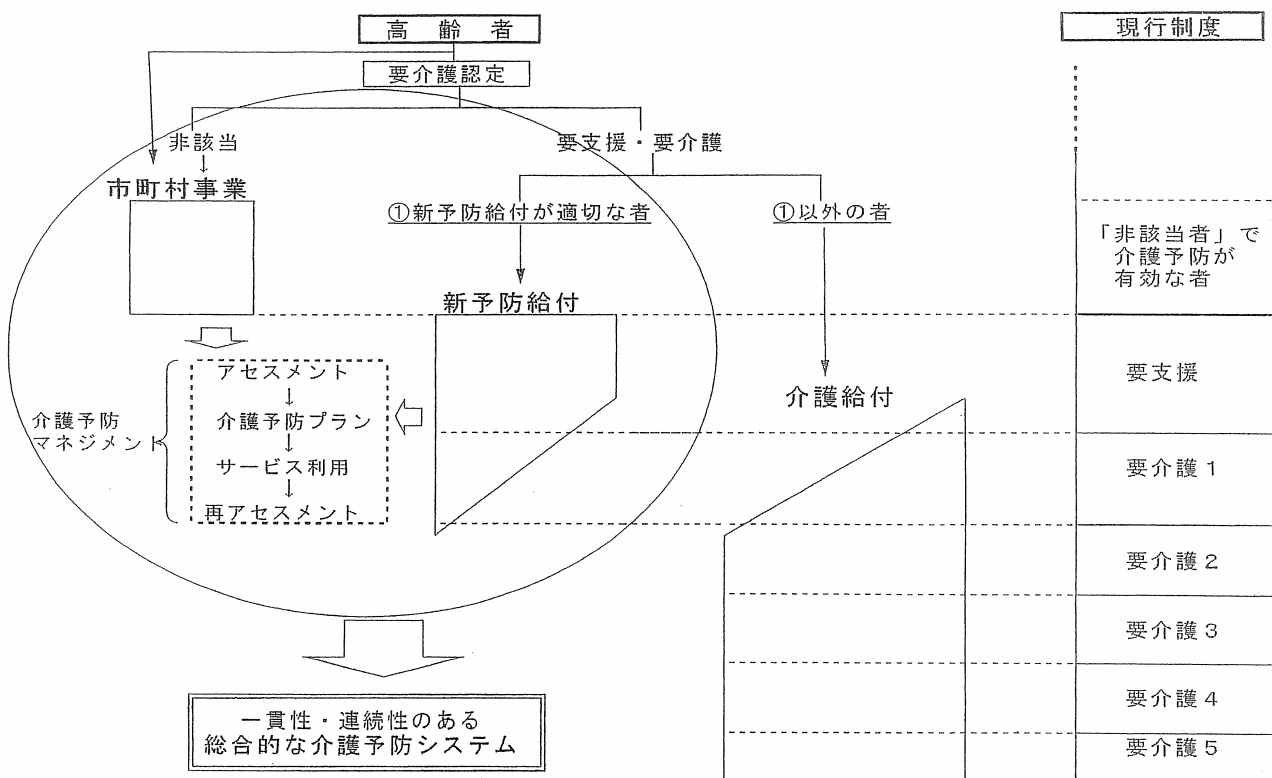 高齢者
現行制度
要介護認定
非該当
要支援・要介護
市町村事業
①新予防給付が適切な者
①以外の者
「非該当者」で
介護予防が
有効な者
新予防給付
アセスメント
介護予防プラン
サービス利用
再アセスメント
介護予防
マネジメント
介護給付
要支援
要介護1
要介護2
要介護3
要介護4
要介護5
一貫性・連続性のある
総合的な介護予防システム